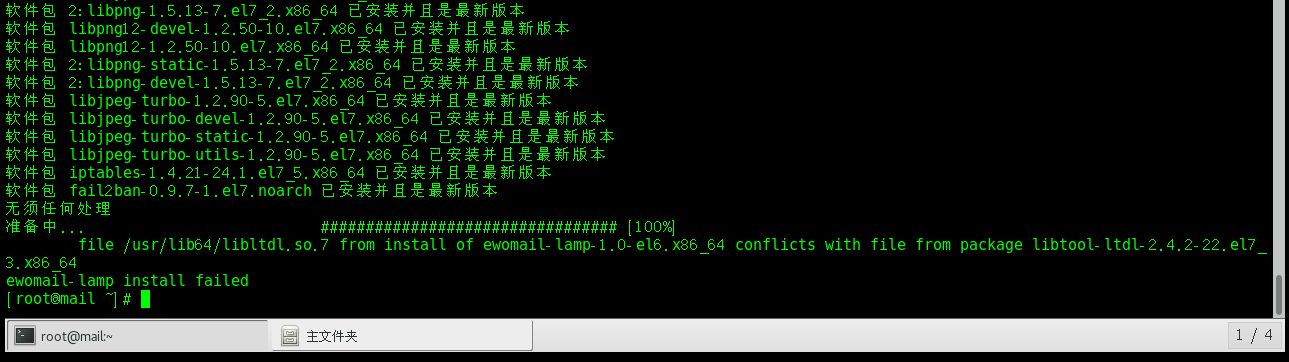 软件包 2:libpng-1.5.13-7.el7_2.x86_64 已安装并且是最新版本
软件包 libpng12-devel-1.2.50-10.el7.x86_64 已安装并且是最新版本
软件包 libpng12-1.2.50-10.el7.x86_64 已安装并且是最新版本
软件包 2:libpng-static-1.5.13-7.el7_2.x86_64 已安装并且是最新版本
软件包 2:libpng-devel-1.5.13-7.el7_2.x86_64 已安装并且是最新版本
软件包 libjpeg-turbo-1.2.90-5.el7.x86_64 已安装并且是最新版本
软件包 libjpeg-turbo-devel-1.2.90-5.el7.x86_64 已安装并且是最新版本
软件包 libjpeg-turbo-static-1.2.90-5.el7.x86_64 已安装并且是最新版本
软件包 libjpeg-turbo-utils-1.2.90-5.el7.x86_64 已安装并且是最新版本
软件包 iptables-1.4.21-24.1.el7_5.x86_64 已安装并且是最新版本
软件包 fail2ban-0.9.7-1.el7.noarch 已安装并且是最新版本
无须任何处理
准备中... ################################# [100%]
file /usr/lib64/libltdl.so.7 from install of ewomail-lamp-1.0-el6.x86_64 conflicts with file from package libtool-ltdl-2.4.2-22.el7_
3.x86_64
ewomail-lamp install failed
[root@mail ~]#
root@mail:~
主文件夹
1 / 4